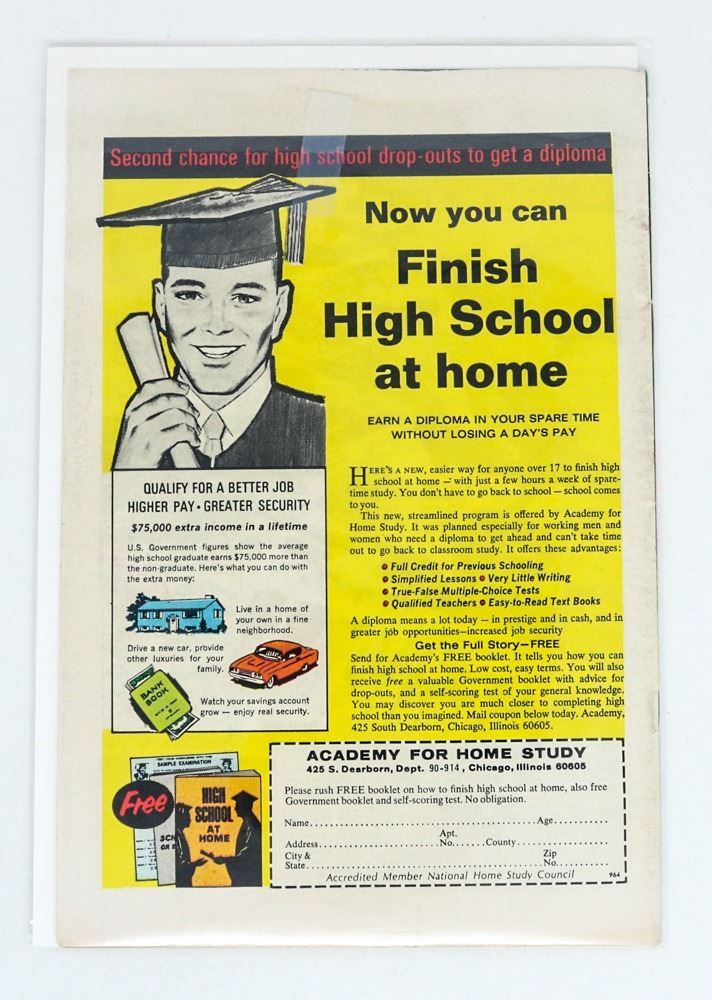 Second chance for high school drop-outs to get a diploma
Now you can
Finish
High School
at home
EARN A DIPLOMA IN YOUR SPARE TIME
WITHOUT LOSING A DAY'S PAY
HERE'S A NEW, easier way for anyone over 17 to finish high
school at home — with just a few hours a week of spare-
time study. You don't have to go back to school — school comes
to you.
This new, streamlined program is offered by Academy for
Home Study. It was planned especially for working men and
women who need a diploma to get ahead and can't take time
out to go back to classroom study. It offers these advantages:
• Full Credit for Previous Schooling
• Simplified Lessons • Very Little Writing
• True-False Multiple-Choice Tests
• Qualified Teachers • Easy-to-Read Text Books
A diploma means a lot today — in prestige and in cash, and in
greater job opportunities—increased job security
Get the Full Story—FREE
Send for Academy's FREE booklet. It tells you how you can
finish high school at home. Low cost, easy terms. You will also
receive free a valuable Government booklet with advice for
drop-outs, and a self-scoring test of your general knowledge.
You may discover you are much closer to completing high
school than you imagined. Mail coupon below today. Academy,
425 South Dearborn, Chicago, Illinois 60605.
QUALIFY FOR A BETTER JOB
HIGHER PAY • GREATER SECURITY
$75,000 extra income in a lifetime
U.S. Government figures show the average
high school graduate earns $75,000 more than
the non-graduate. Here's what you can do with
the extra money:
Live in a home of
your own in a fine
neighborhood.
Drive a new car, provide
other luxuries for your
family.
BANK
BOOK
Watch your savings account
grow — enjoy real security.
SAMPLE EXAMINATION
Free
HIGH
SCHOOL
AT
HOME
ACADEMY FOR HOME STUDY
425 S. Dearborn, Dept. 90-914, Chicago, Illinois 60605
Please rush FREE booklet on how to finish high school at home, also free
Government booklet and self-scoring test. No obligation.
Name.......... Age..........
Address.......... Apt. No....... County..........
City & State.......... Zip No..........
Accredited Member National Home Study Council 964